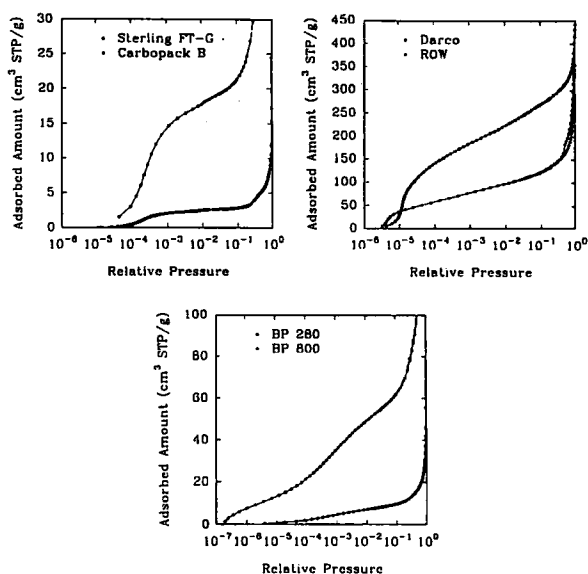 Sterling FT-G
Carbopack B
Adsorbed Amount (cm³ STP/g)
30
25
20
15
10
5
0
10⁻⁶ 10⁻⁵ 10⁻⁴ 10⁻³ 10⁻² 10⁻¹ 10⁰
Relative Pressure
Darco
ROW
Adsorbed Amount (cm³ STP/g)
450
400
350
300
250
200
150
100
50
0
10⁻⁶ 10⁻⁵ 10⁻⁴ 10⁻³ 10⁻² 10⁻¹ 10⁰
Relative Pressure
BP 280
BP 800
Adsorbed Amount (cm³ STP/g)
100
80
60
40
20
0
10⁻⁷ 10⁻⁶ 10⁻⁵ 10⁻⁴ 10⁻³ 10⁻² 10⁻¹ 10⁰
Relative Pressure